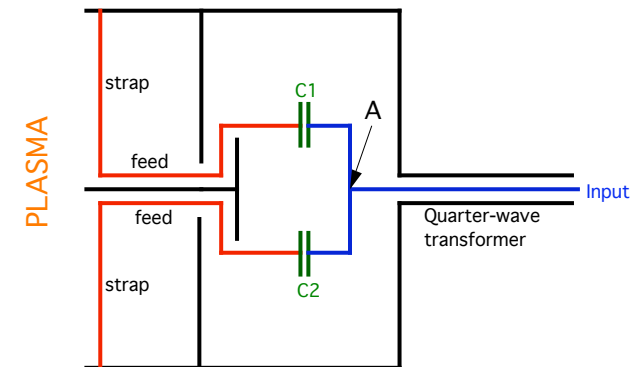 strap
C1
A
PLASMA
feed
Input
feed
Quarter-wave
transformer
strap
C2